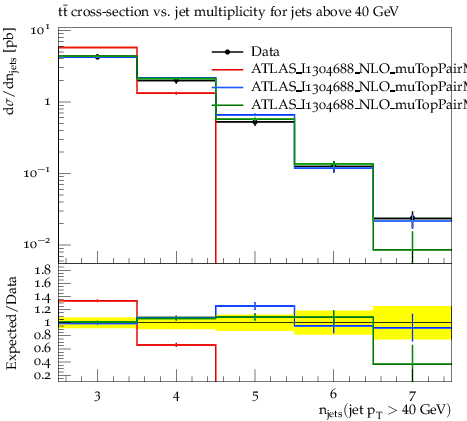 tt̄ cross-section vs. jet multiplicity for jets above 40 GeV
dσ/dn_jets [pb]
10^1
1
10^−1
10^−2
Data
ATLAS_I1304688_NLO_muTopPairM
ATLAS_I1304688_NLO_muTopPairM
ATLAS_I1304688_NLO_muTopPairM
Expected/Data
1.8
1.6
1.4
1.2
1
0.8
0.6
0.4
0.2
3 4 5 6 7
n_jets(jet p_T > 40 GeV)